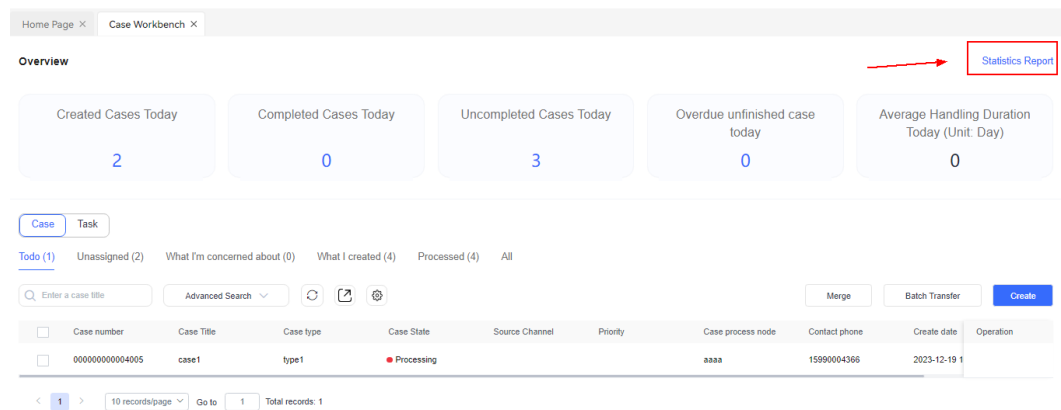 Home Page ×
Case Workbench ×
Overview
Statistics Report
Created Cases Today
Completed Cases Today
Uncompleted Cases Today
Overdue unfinished case
today
Average Handling Duration
Today (Unit: Day)
2
0
3
0
0
Case
Task
Todo (1)
Unassigned (2)
What I'm concerned about (0)
What I created (4)
Processed (4)
All
Enter a case title
Advanced Search
Merge
Batch Transfer
Create
Case number
Case Title
Case type
Case State
Source Channel
Priority
Case process node
Contact phone
Create date
Operation
000000000004005
case1
type1
Processing
aaaa
15990004366
2023-12-19 1
< 1 >
10 records/page
Go to
1
Total records: 1